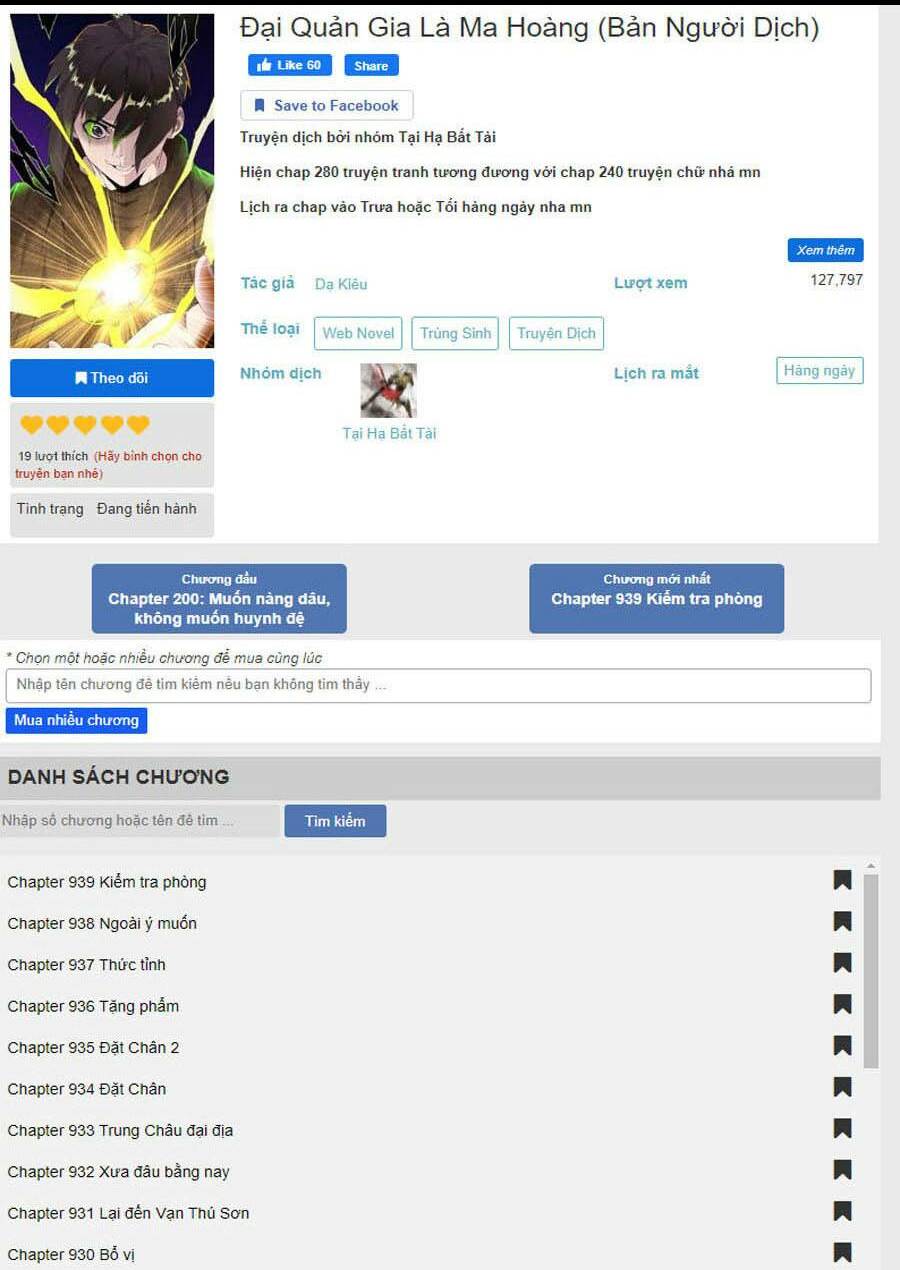 Đại Quản Gia Là Ma Hoàng (Bản Người Dịch)
Like 60
Share
Save to Facebook
Truyện dịch bởi nhóm Tại Hạ Bất Tài
Hiện chap 280 truyện tranh tương đương với chap 240 truyện chữ nhá mn
Lịch ra chap vào Trưa hoặc Tối hàng ngày nha mn
Xem thêm
Tác giả Dạ Kiêu
Lượt xem 127,797
Thể loại Web Novel Trùng Sinh Truyện Dịch
Nhóm dịch
Tại Hạ Bất Tài
Lịch ra mắt Hàng ngày
Theo dõi
19 lượt thích (Hãy bình chọn cho
truyện bạn nhé)
Tình trạng Đang tiến hành
Chương đầu
Chapter 200: Muốn nàng dâu,
không muốn huynh đệ
Chương mới nhất
Chapter 939 Kiểm tra phòng
* Chọn một hoặc nhiều chương để mua cùng lúc
Nhập tên chương để tìm kiếm nếu bạn không tìm thấy ...
Mua nhiều chương
DANH SÁCH CHƯƠNG
Nhập số chương hoặc tên để tìm ...
Tìm kiếm
Chapter 939 Kiểm tra phòng
Chapter 938 Ngoài ý muốn
Chapter 937 Thức tỉnh
Chapter 936 Tặng phẩm
Chapter 935 Đặt Chân 2
Chapter 934 Đặt Chân
Chapter 933 Trung Châu đại địa
Chapter 932 Xưa đâu bằng nay
Chapter 931 Lại đến Vạn Thú Sơn
Chapter 930 Bổ vị